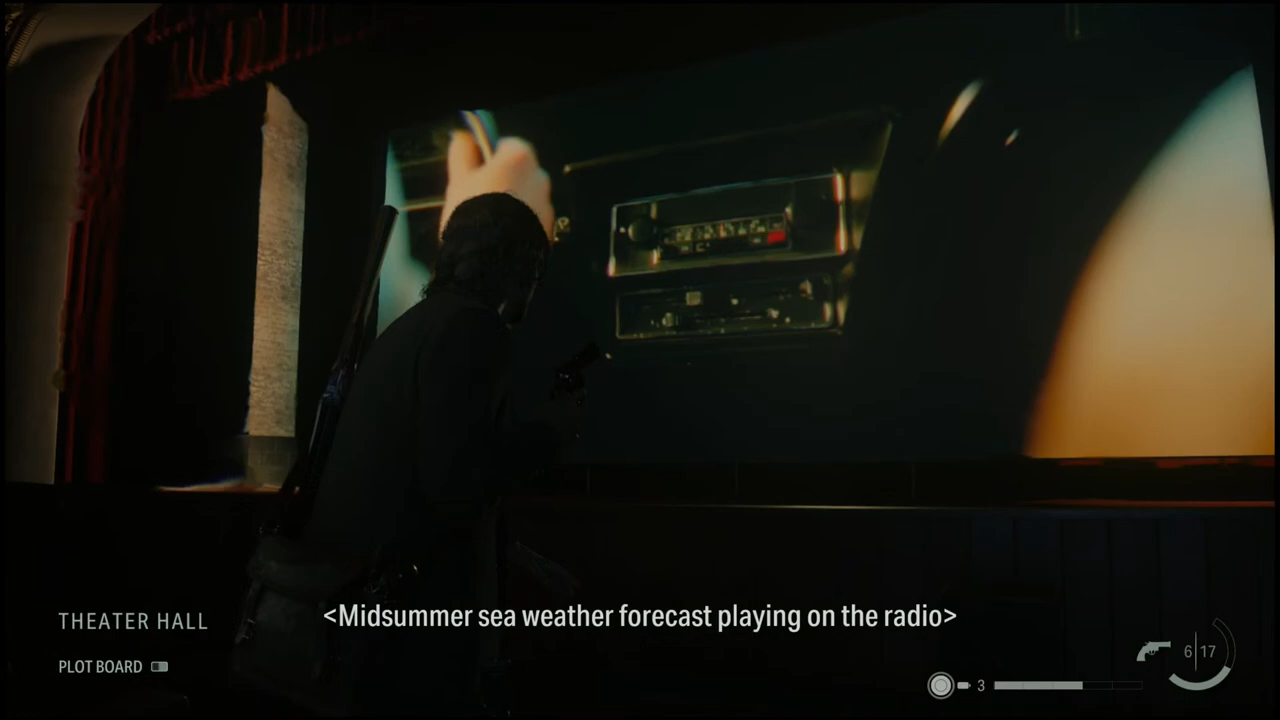 <Midsummer sea weather forecast playing on the radio>
THEATER HALL
PLOT BOARD
6|17
3